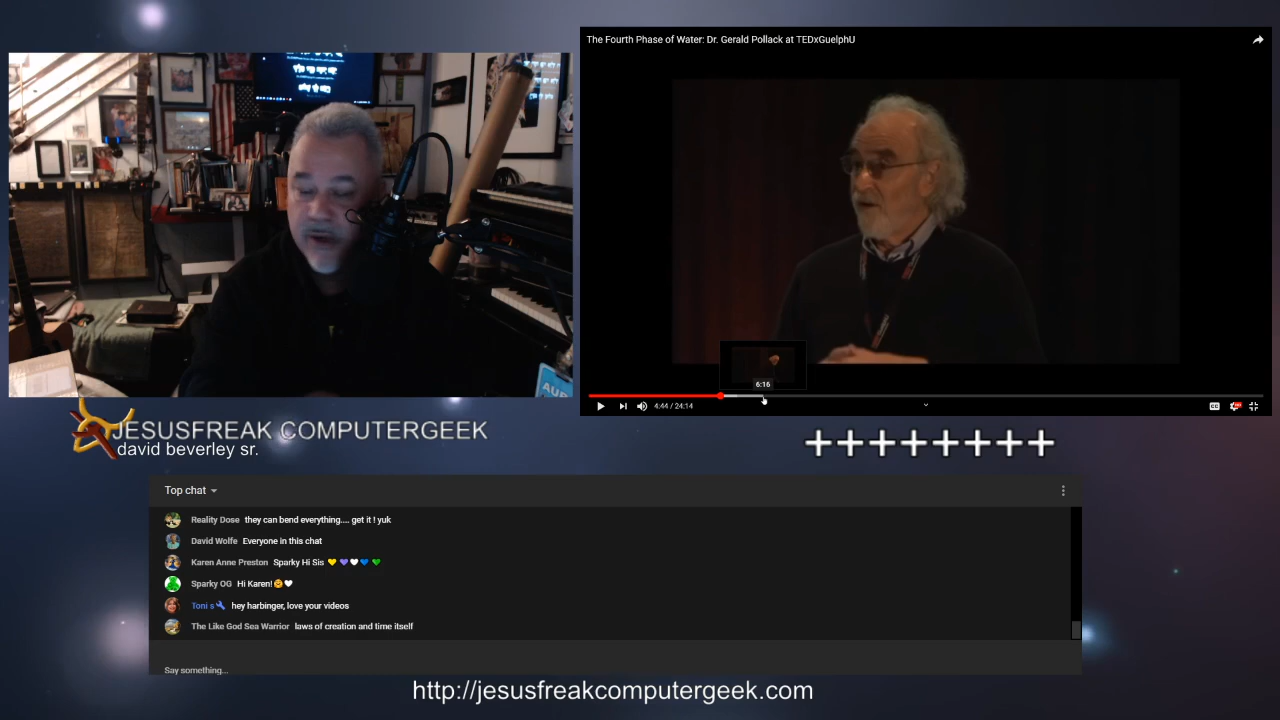 The Fourth Phase of Water: Dr. Gerald Pollack at TEDxGuelphU
6:16
4:44 / 24:14
CC
JESUSFREAK COMPUTERGEEK
david beverley sr.
++++++++
Top chat
Reality Dose they can bend everything.... get it ! yuk
David Wolfe Everyone in this chat
Karen Anne Preston Sparky Hi Sis 💛 💜 🤍 💙 💚
Sparky OG Hi Karen!🤗🤍
Toni s🔧 hey harbinger, love your videos
The Like God Sea Warrior laws of creation and time itself
Say something...
http://jesusfreakcomputergeek.com